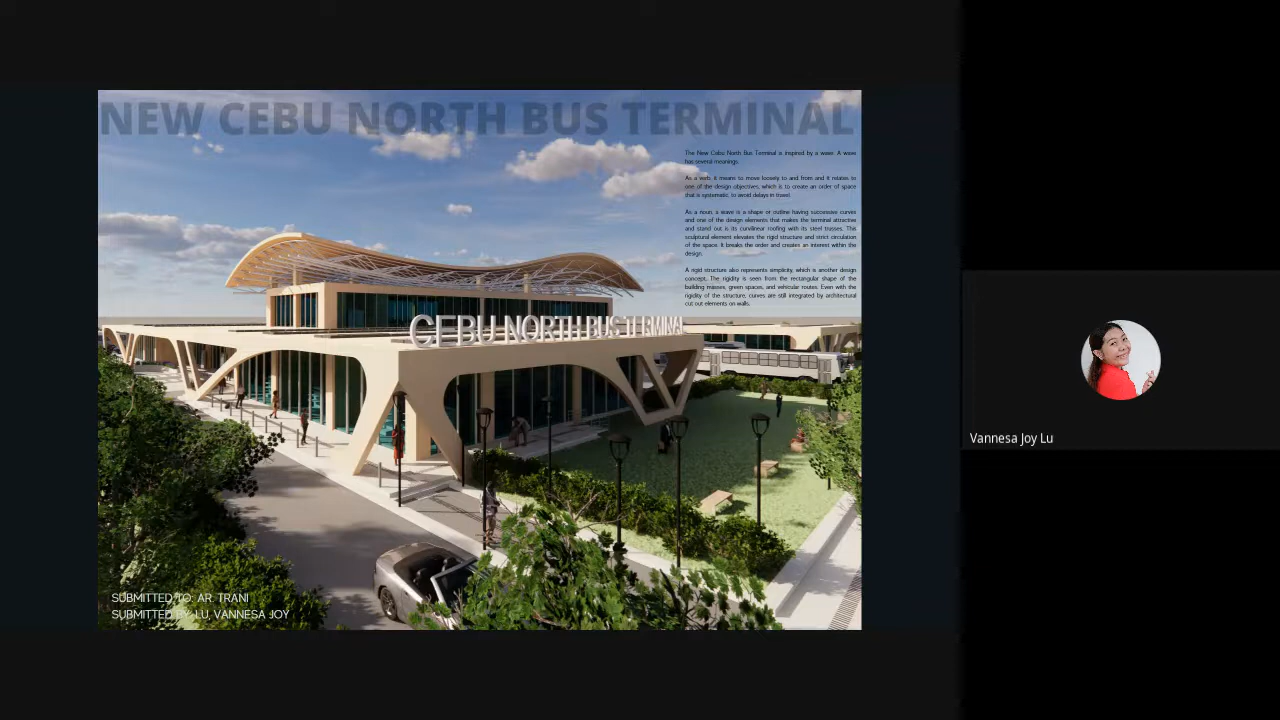 NEW CEBU NORTH BUS TERMINAL
The New Cebu North Bus Terminal is inspired by a wave. A wave
has several meanings.
As a verb, it means to move loosely to and from and it relates to
one of the design objectives, which is to create an order of space
that is systematic, to avoid delays in travel.
As a noun, a wave is a shape or outline having successive curves
and one of the design elements that makes the terminal attractive
and stand out is its curvilinear roofing with its steel trusses. This
sculptural element elevates the rigid structure and strict circulation
of the space. It breaks the order and creates an interest within the
design.
A rigid structure also represents simplicity, which is another design
concept. The rigidity is seen from the rectangular shape of the
building masses, green spaces, and vehicular routes. Even with the
rigidity of the structure, curves are still integrated by architectural
cut out elements on walls.
CEBU NORTH BUS TERMINAL
SUBMITTED TO: AR. TRANI
SUBMITTED BY: LU, VANNESA JOY
Vannesa Joy Lu